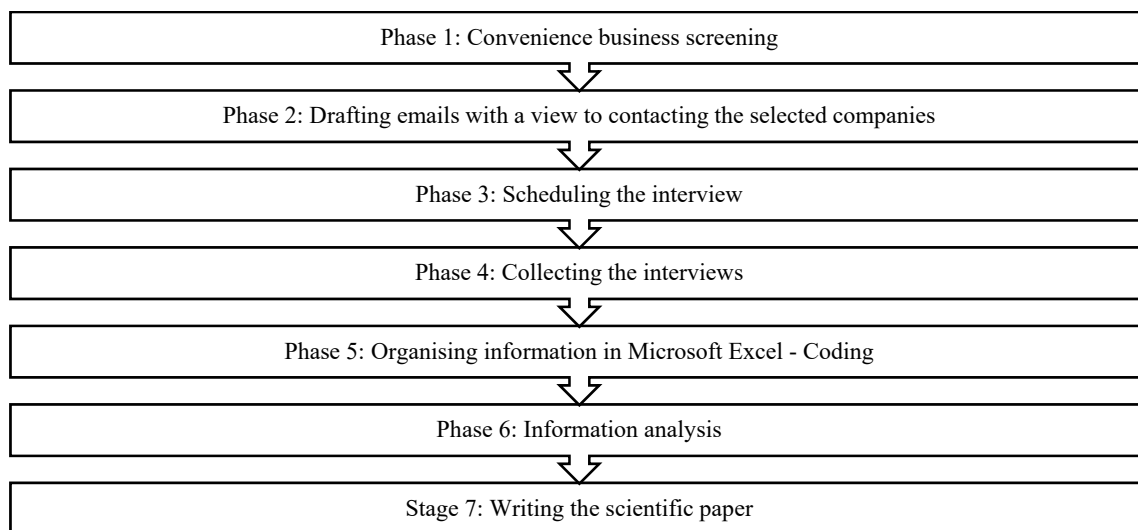 Phase 1: Convenience business screening
Phase 2: Drafting emails with a view to contacting the selected companies
Phase 3: Scheduling the interview
Phase 4: Collecting the interviews
Phase 5: Organising information in Microsoft Excel - Coding
Phase 6: Information analysis
Stage 7: Writing the scientific paper